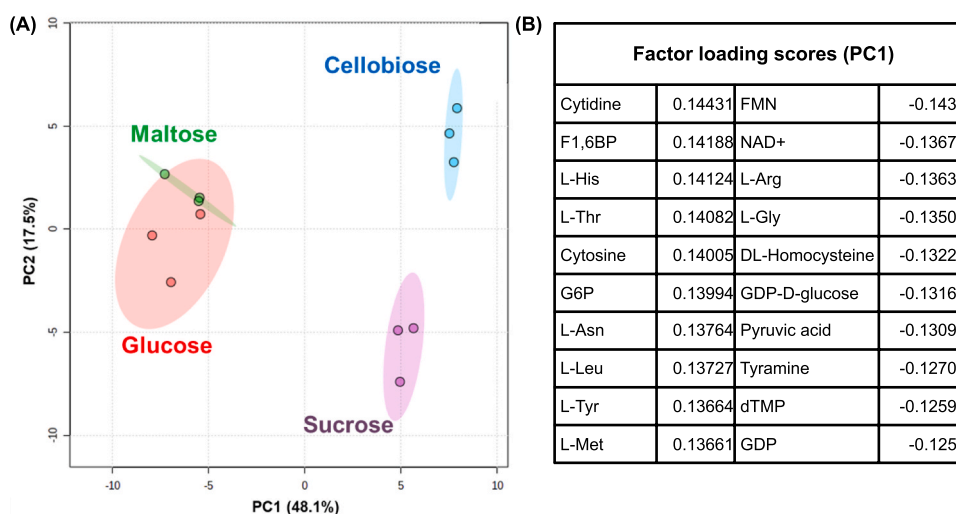 (A)
10
5
0
-5
-10
PC2 (17.5%)
Cellobiose
Maltose
Glucose
Sucrose
-10 -5 0 5 10
PC1 (48.1%)
(B)
Factor loading scores (PC1)
Cytidine 0.14431 FMN -0.143
F1,6BP 0.14188 NAD+ -0.1367
L-His 0.14124 L-Arg -0.1363
L-Thr 0.14082 L-Gly -0.1350
Cytosine 0.14005 DL-Homocysteine -0.1322
G6P 0.13994 GDP-D-glucose -0.1316
L-Asn 0.13764 Pyruvic acid -0.1309
L-Leu 0.13727 Tyramine -0.1270
L-Tyr 0.13664 dTMP -0.1259
L-Met 0.13661 GDP -0.125